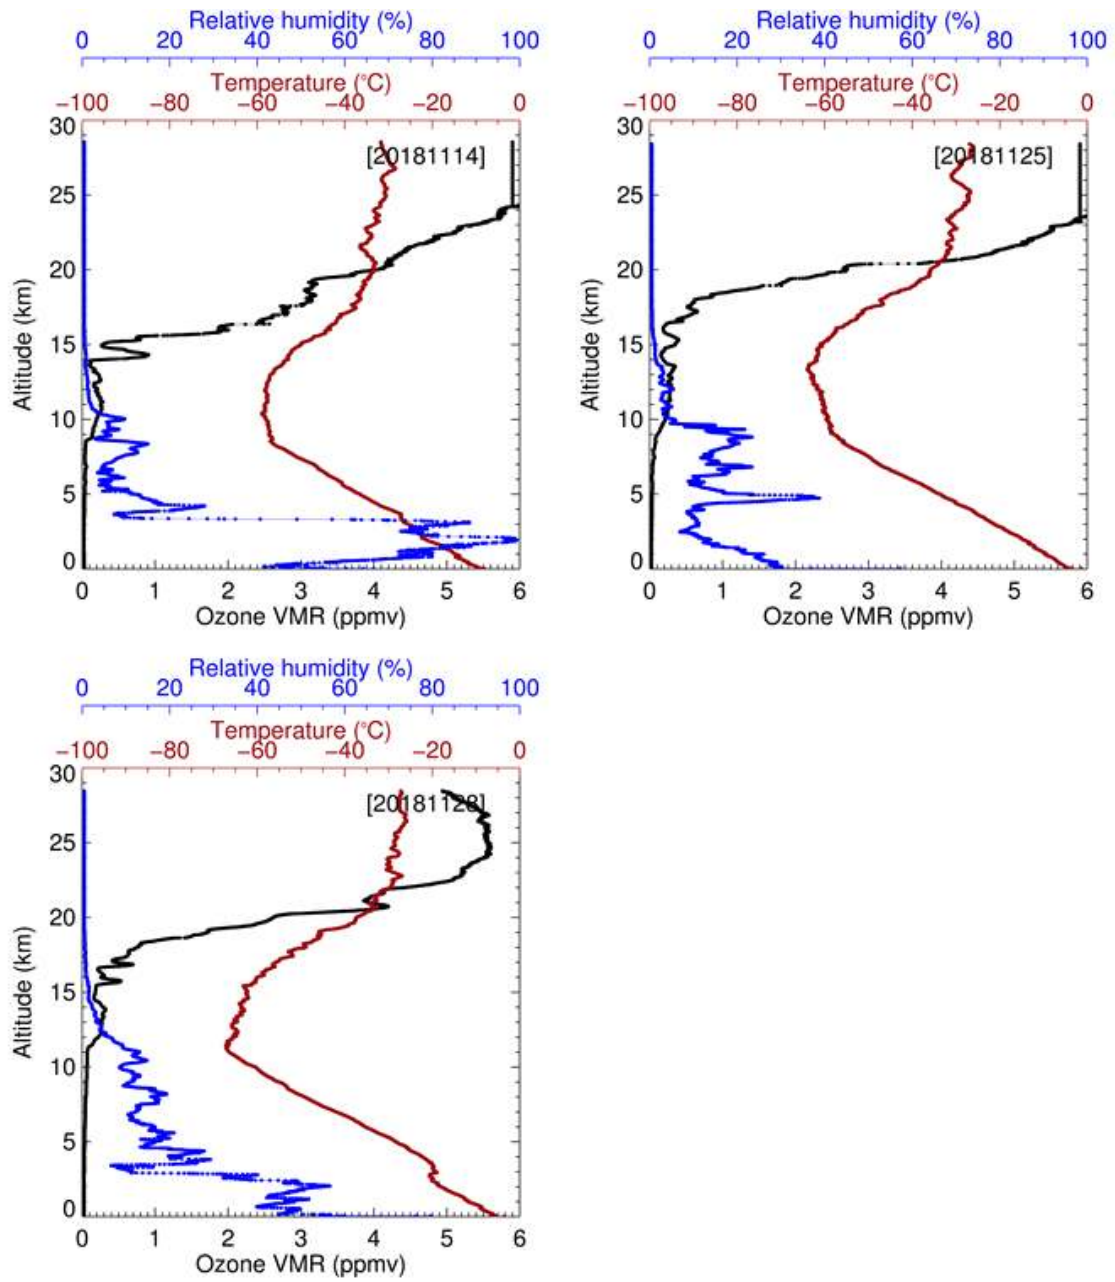 Relative humidity (%)
0 20 40 60 80 100
Temperature (°C)
−100 −80 −60 −40 −20 0
[20181114]
30
25
20
15
10
5
0
Altitude (km)
0 1 2 3 4 5 6
Ozone VMR (ppmv)
Relative humidity (%)
0 20 40 60 80 100
Temperature (°C)
−100 −80 −60 −40 −20 0
[20181125]
30
25
20
15
10
5
0
Altitude (km)
0 1 2 3 4 5 6
Ozone VMR (ppmv)
Relative humidity (%)
0 20 40 60 80 100
Temperature (°C)
−100 −80 −60 −40 −20 0
[20181128]
30
25
20
15
10
5
0
Altitude (km)
0 1 2 3 4 5 6
Ozone VMR (ppmv)